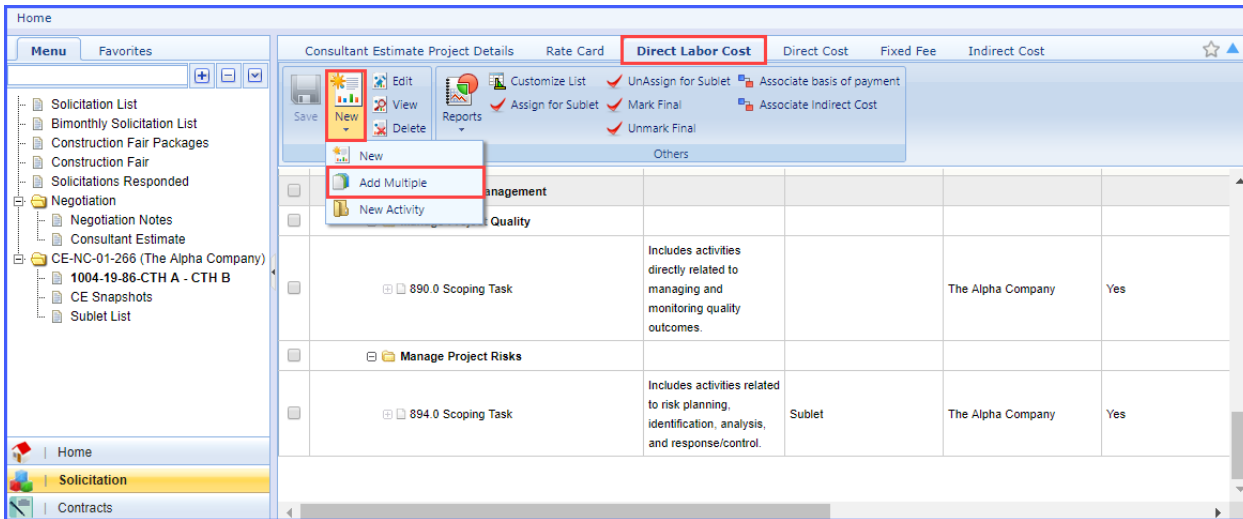 Home
Menu
Favorites
Solicitation List
Bimonthly Solicitation List
Construction Fair Packages
Construction Fair
Solicitations Responded
Negotiation
Negotiation Notes
Consultant Estimate
CE-NC-01-266 (The Alpha Company)
1004-19-86-CTH A - CTH B
CE Snapshots
Sublet List
Home
Solicitation
Contracts
Consultant Estimate Project Details Rate Card Direct Labor Cost Direct Cost Fixed Fee Indirect Cost
Save
New
Edit
View
Delete
Reports
Customize List
Assign for Sublet
UnAssign for Sublet
Mark Final
Unmark Final
Associate basis of payment
Associate Indirect Cost
Others
New
Add Multiple
New Activity
anagement
Quality
890.0 Scoping Task
Includes activities
directly related to
managing and
monitoring quality
outcomes.
The Alpha Company
Yes
Manage Project Risks
894.0 Scoping Task
Includes activities related
to risk planning,
identification, analysis,
and response/control.
Sublet
The Alpha Company
Yes